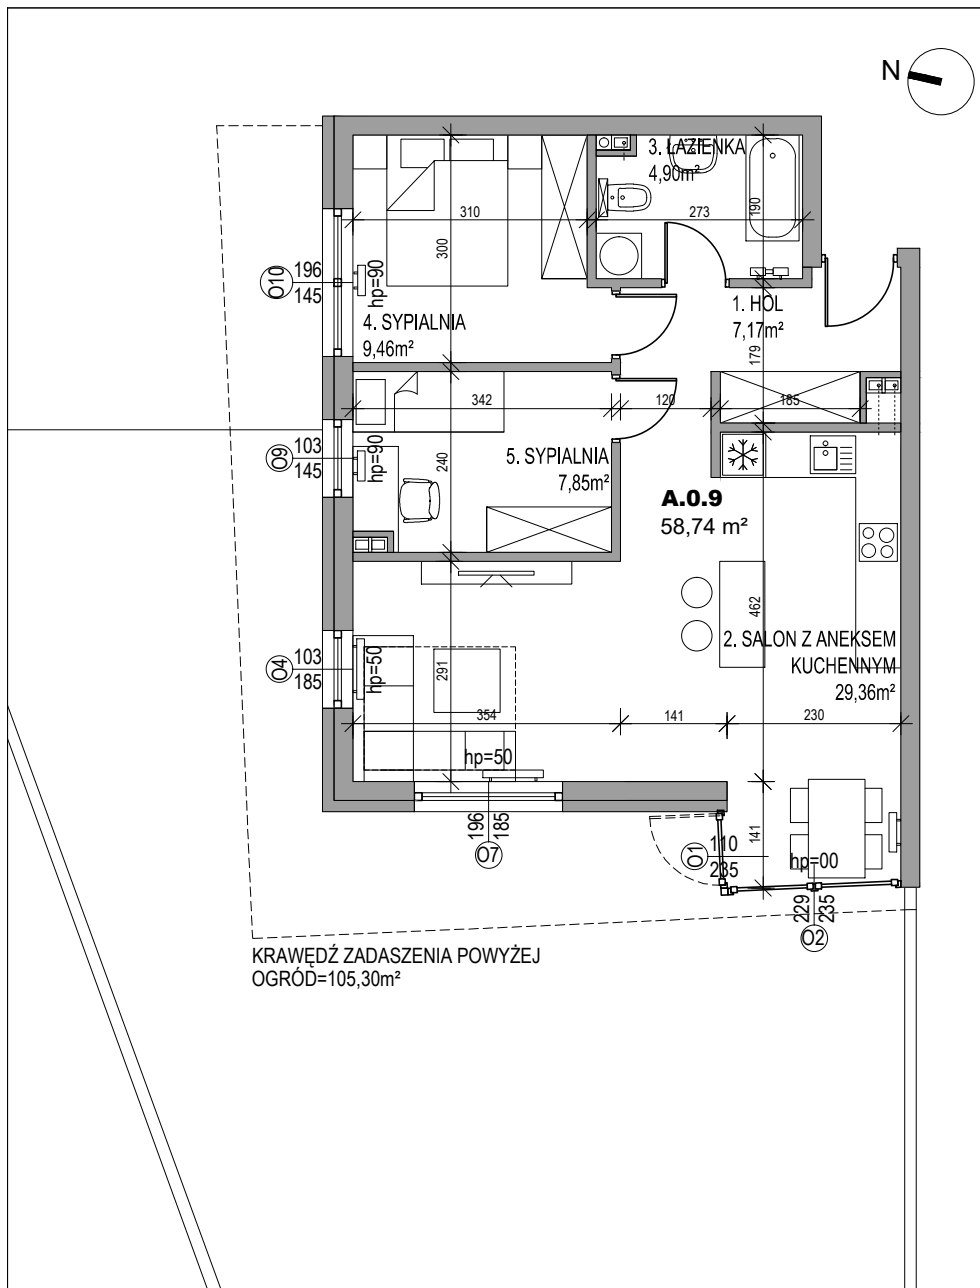 N
3. ŁAZIENKA
4,90m²
310
273
190
300
O10
196
145
hp=90
4. SYPIALNIA
9,46m²
1. HOL
7,17m²
179
342
120
185
O9
103
145
hp=90
240
5. SYPIALNIA
7,85m²
A.0.9
58,74 m²
462
2. SALON Z ANEKSEM
KUCHENNYM
29,36m²
O4
103
185
hp=50
291
354
141
230
hp=50
196
185
O7
O1
110
235
141
hp=00
229
235
O2
KRAWĘDŹ ZADASZENIA POWYŻEJ
OGRÓD=105,30m²